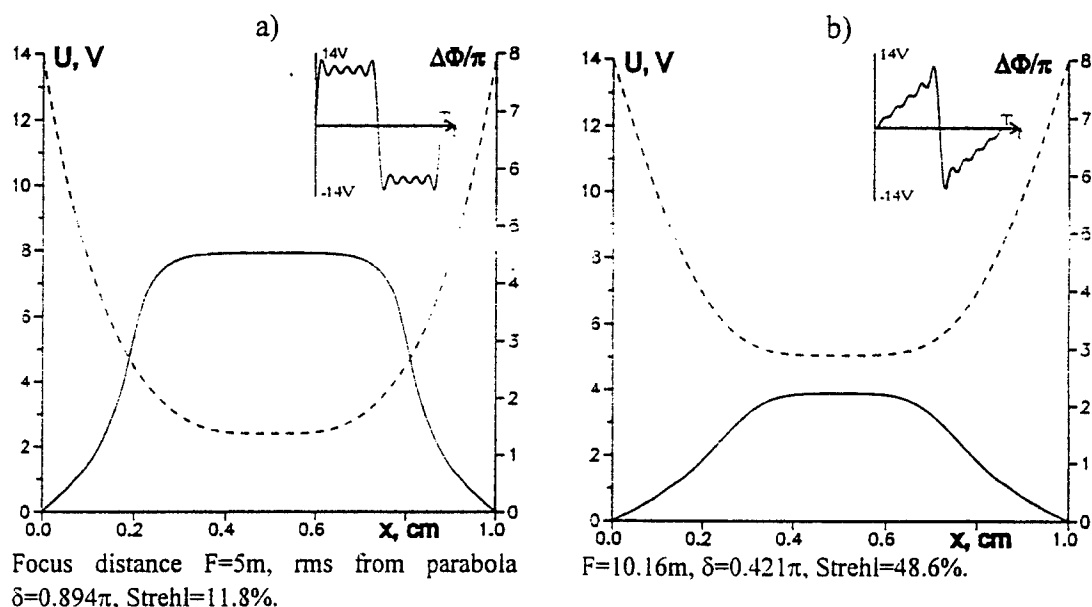 a)
U, V
ΔΦ/π
14V
-14V
14
12
10
8
6
4
2
0
8
7
6
5
4
3
2
1
0
0.0 0.2 0.4 0.6 x, cm 1.0
Focus distance F=5m, rms from parabola
δ=0.894π, Strehl=11.8%.
b)
U, V
ΔΦ/π
14V
-14V
T
14
12
10
8
6
4
2
0
8
7
6
5
4
3
2
1
0
0.0 0.2 0.4 0.6 x, cm 1.0
F=10.16m, δ=0.421π, Strehl=48.6%.